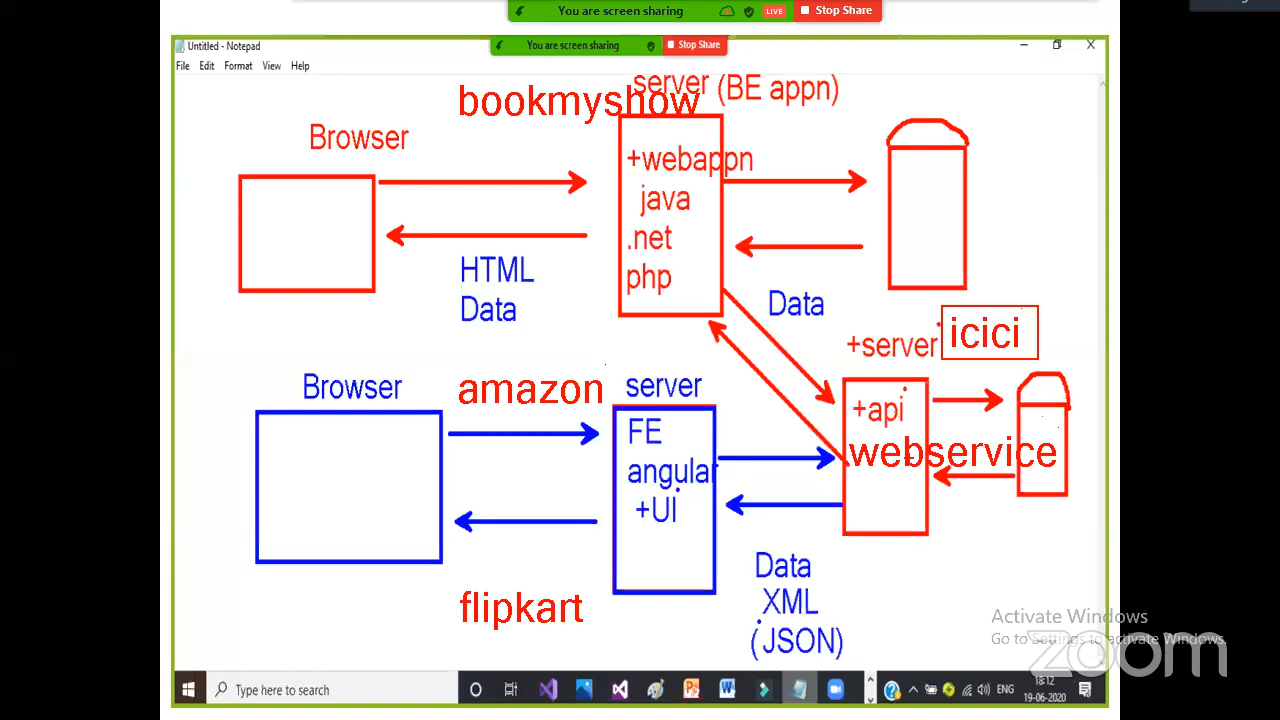 You are screen sharing LIVE Stop Share
Untitled - Notepad
You are screen sharing Stop Share
File Edit Format View Help
bookmyshow
server (BE appn)
Browser
+webappn
java
.net
php
HTML
Data
Data
+server icici
Browser
amazon
server
FE
angular
+UI
+api
webservice
flipkart
Data
XML
(JSON)
Activate Windows
Go to Settings to activate Windows.
zoom
Type here to search
ENG
18:12
19-06-2020